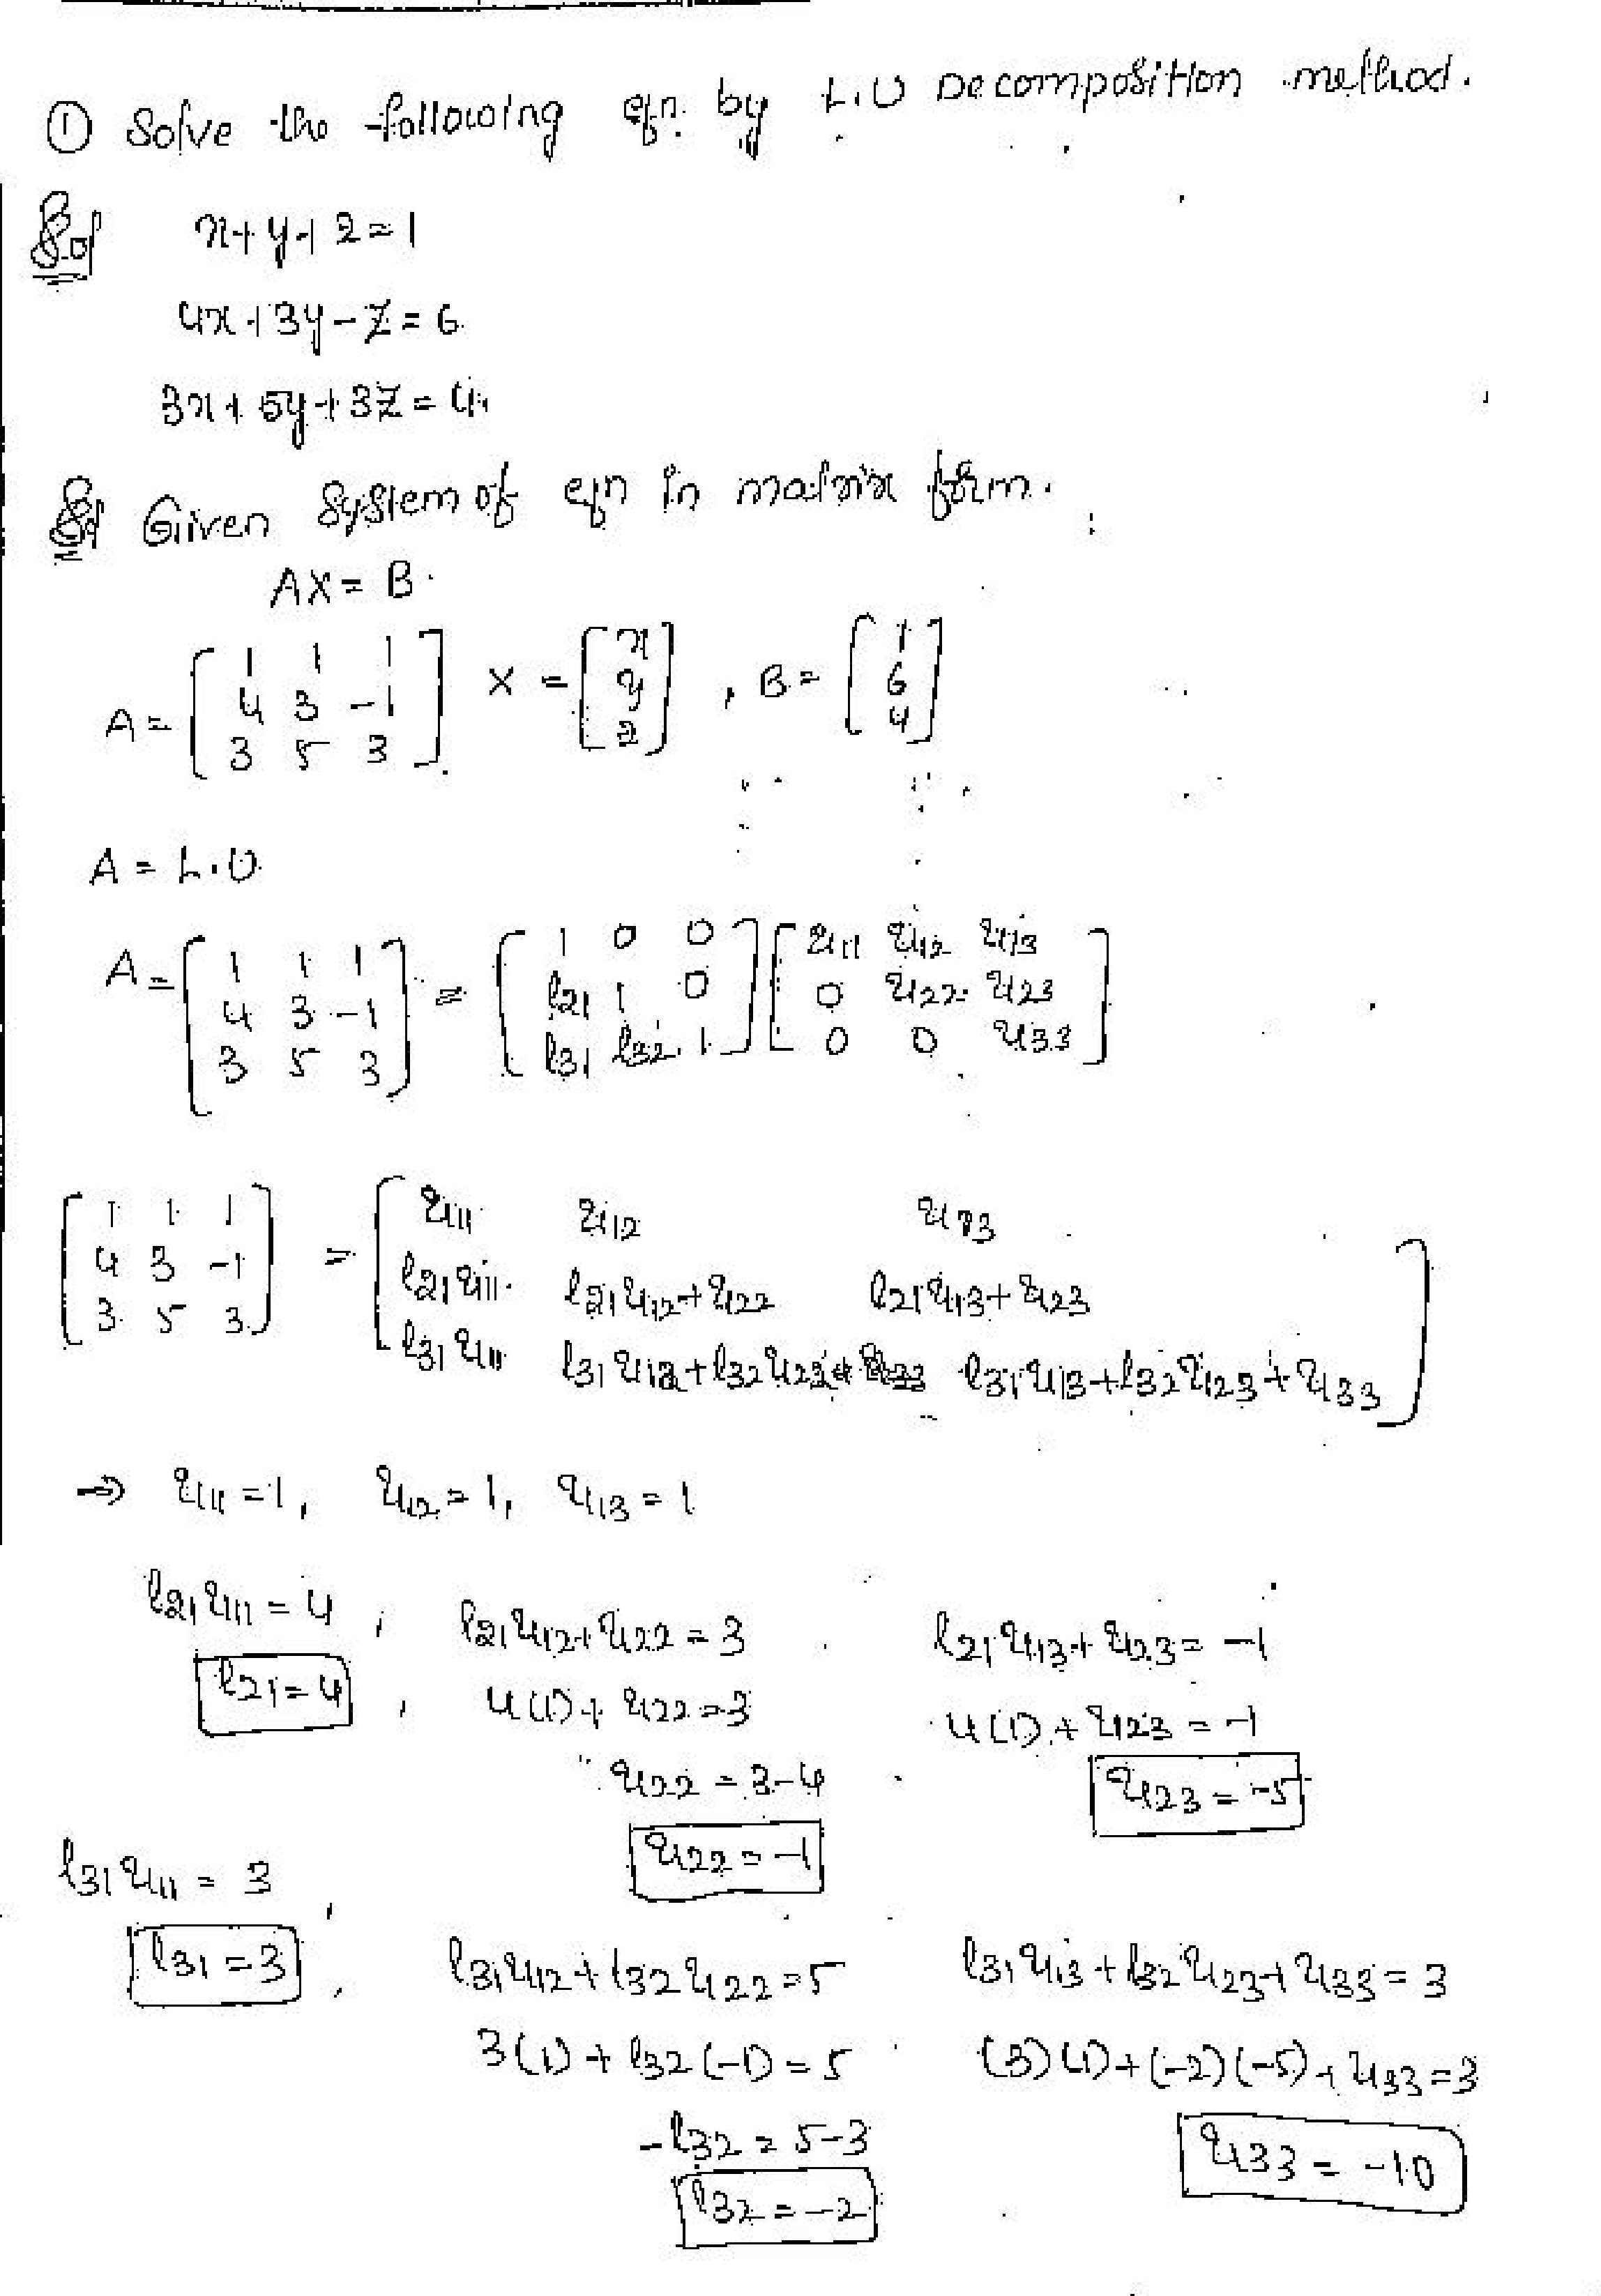 ① Solve the following eqn. by L.U Decomposition method.
Sol x+y+z=1
4x+3y-z=6
3x+5y+3z=4
Sol Given System of eqn in matrix form.
AX=B.
A=[1 1 1; 4 3 -1; 3 5 3] X=[x; y; z], B=[1; 6; 4]
A=L.U
A=[1 1 1; 4 3 -1; 3 5 3] = [1 0 0; l21 1 0; l31 l32 1] [u11 u12 u13; 0 u22 u23; 0 0 u33]
[1 1 1; 4 3 -1; 3 5 3] = [u11 u12 u13; l21u11 l21u12+u22 l21u13+u23; l31u11 l31u12+l32u22 l31u13+l32u23+u33]
→ u11=1, u12=1, u13=1
l21u11=4, l21u12+u22=3 l21u13+u23=-1
l21=4, 4(1)+u22=3 4(1)+u23=-1
u22=3-4 u23=-5
l31u11=3, u22=-1
l31=3, l31u12+l32u22=5 l31u13+l32u23+u33=3
3(1)+l32(-1)=5 (3)(1)+(-2)(-5)+u33=3
-l32=5-3 u33=-10
l32=-2